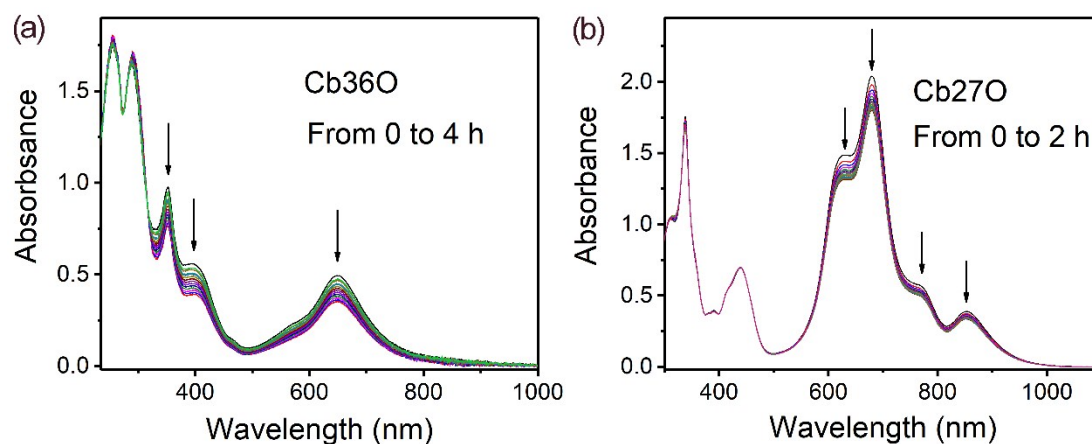 (a)
Cb36O
From 0 to 4 h
Absorbsance
1.5
1.0
0.5
0.0
400
600
800
1000
Wavelength (nm)
(b)
Cb27O
From 0 to 2 h
Absorbance
2.0
1.5
1.0
0.5
0.0
400
600
800
1000
Wavelength (nm)